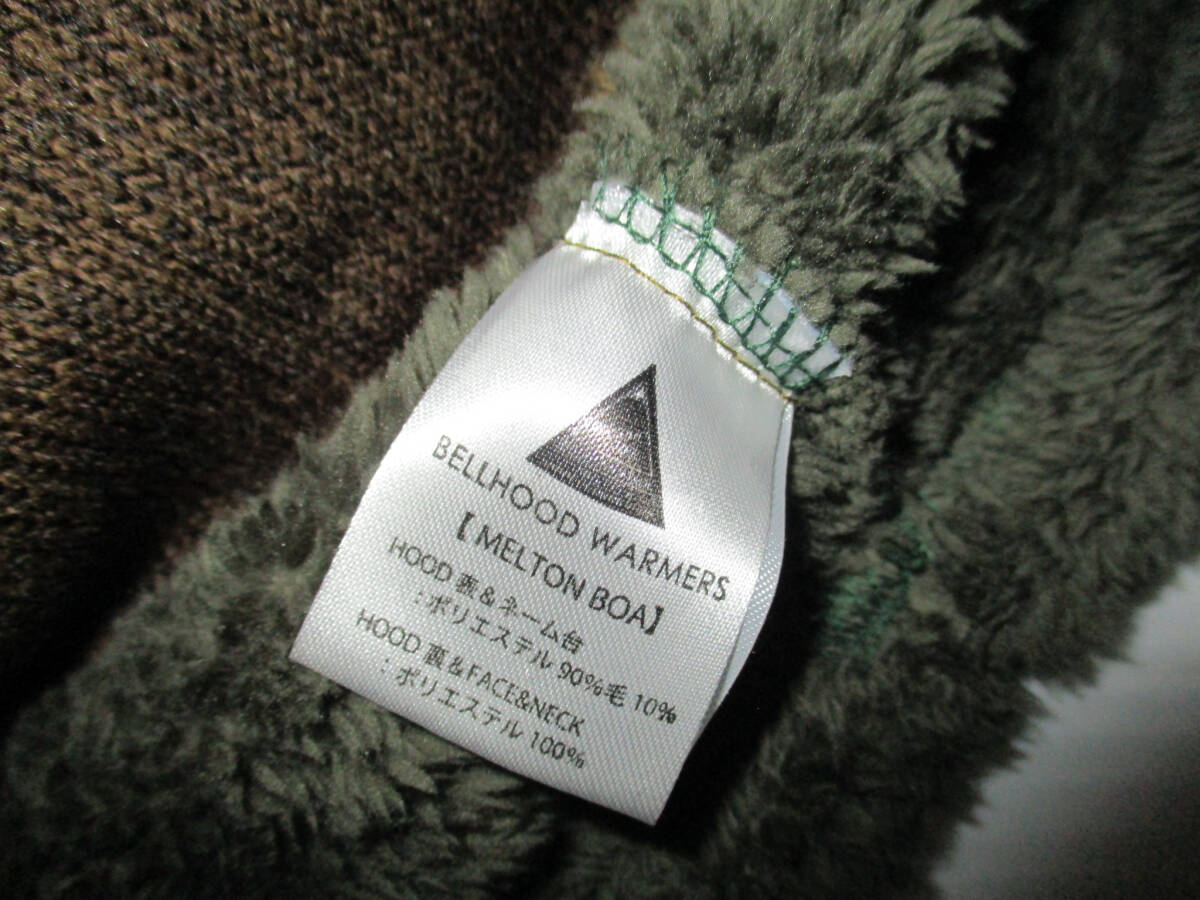 BELLHOOD WARMERS
【MELTON BOA】
HOOD 裏&ネーム台
:ポリエステル 90%毛 10%
HOOD 裏&FACE&NECK
:ポリエステル 100%